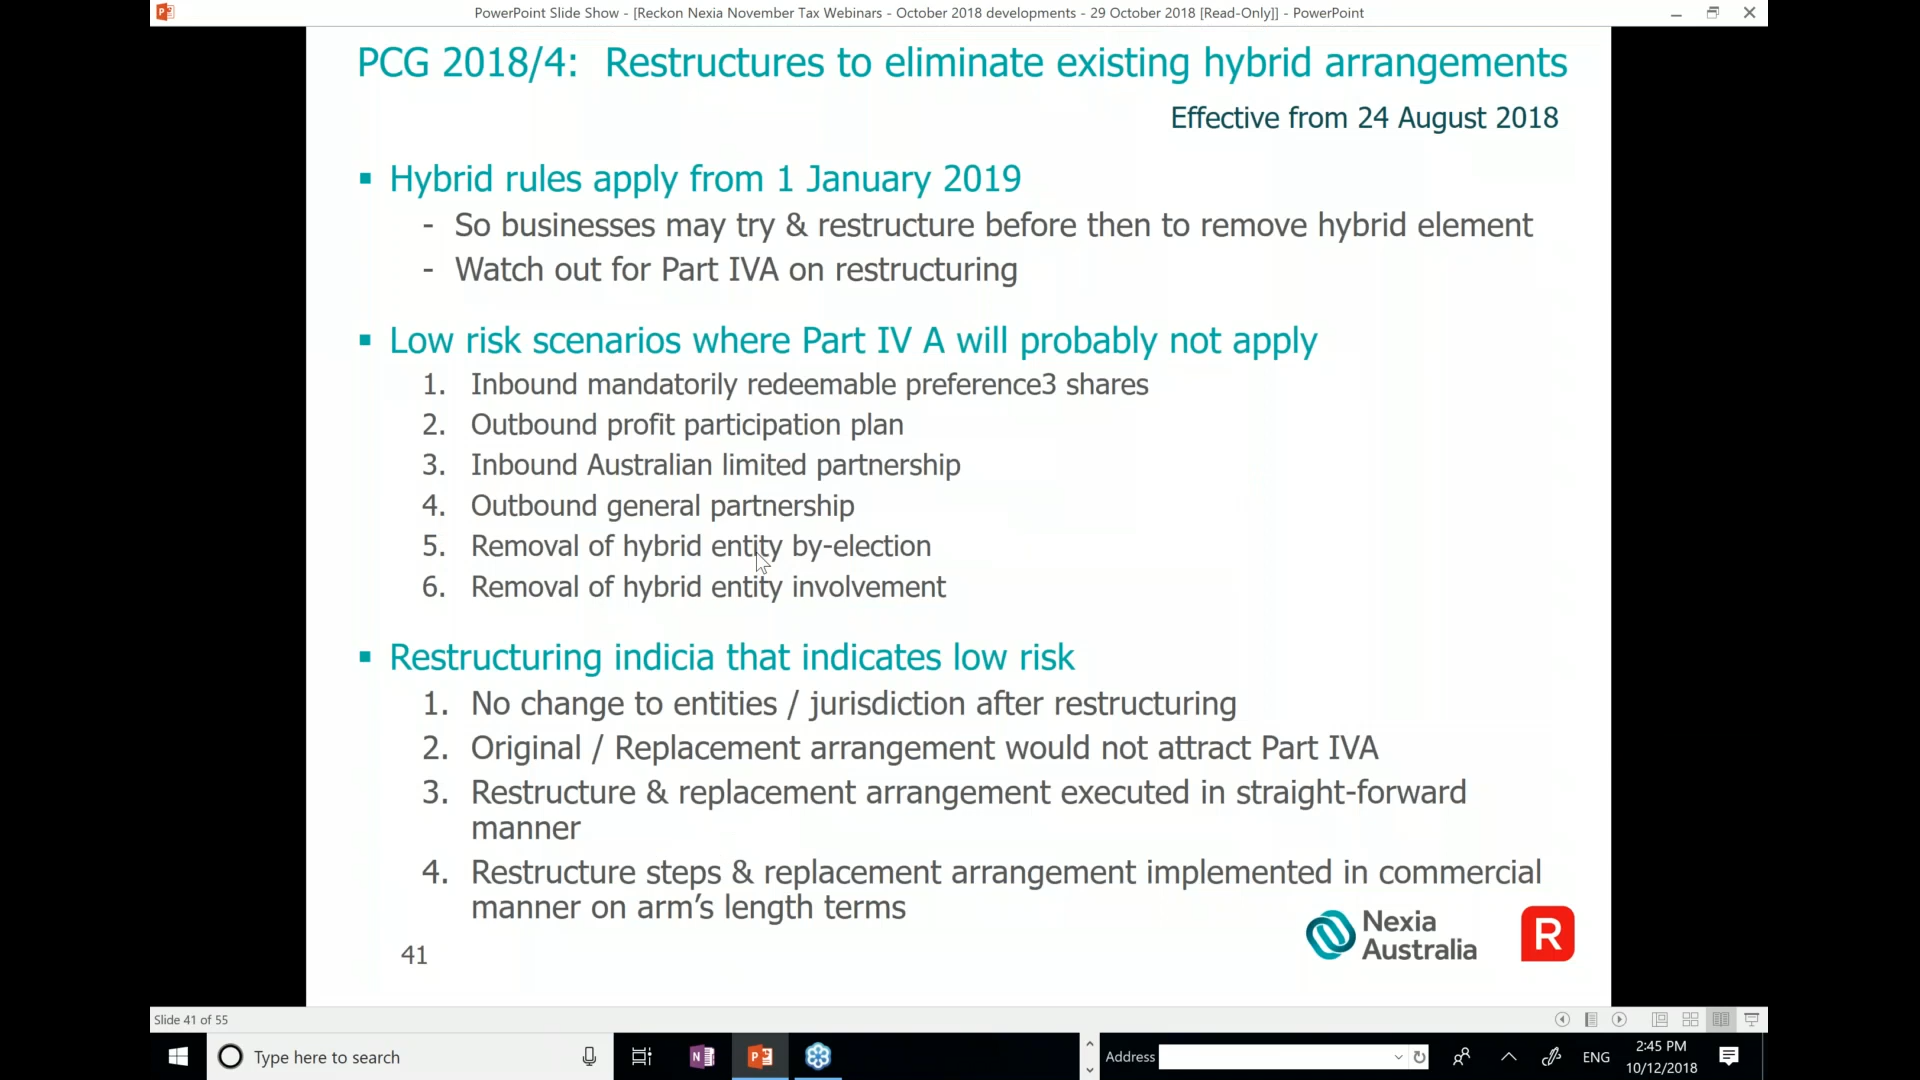 PowerPoint Slide Show - [Reckon Nexia November Tax Webinars - October 2018 developments - 29 October 2018 [Read-Only]] - PowerPoint
PCG 2018/4: Restructures to eliminate existing hybrid arrangements
Effective from 24 August 2018
▪ Hybrid rules apply from 1 January 2019
- So businesses may try & restructure before then to remove hybrid element
- Watch out for Part IVA on restructuring
▪ Low risk scenarios where Part IV A will probably not apply
1. Inbound mandatorily redeemable preference3 shares
2. Outbound profit participation plan
3. Inbound Australian limited partnership
4. Outbound general partnership
5. Removal of hybrid entity by-election
6. Removal of hybrid entity involvement
▪ Restructuring indicia that indicates low risk
1. No change to entities / jurisdiction after restructuring
2. Original / Replacement arrangement would not attract Part IVA
3. Restructure & replacement arrangement executed in straight-forward
manner
4. Restructure steps & replacement arrangement implemented in commercial
manner on arm's length terms
Nexia
Australia
R
41
Slide 41 of 55
Type here to search
N
P
Address
ENG
2:45 PM
10/12/2018